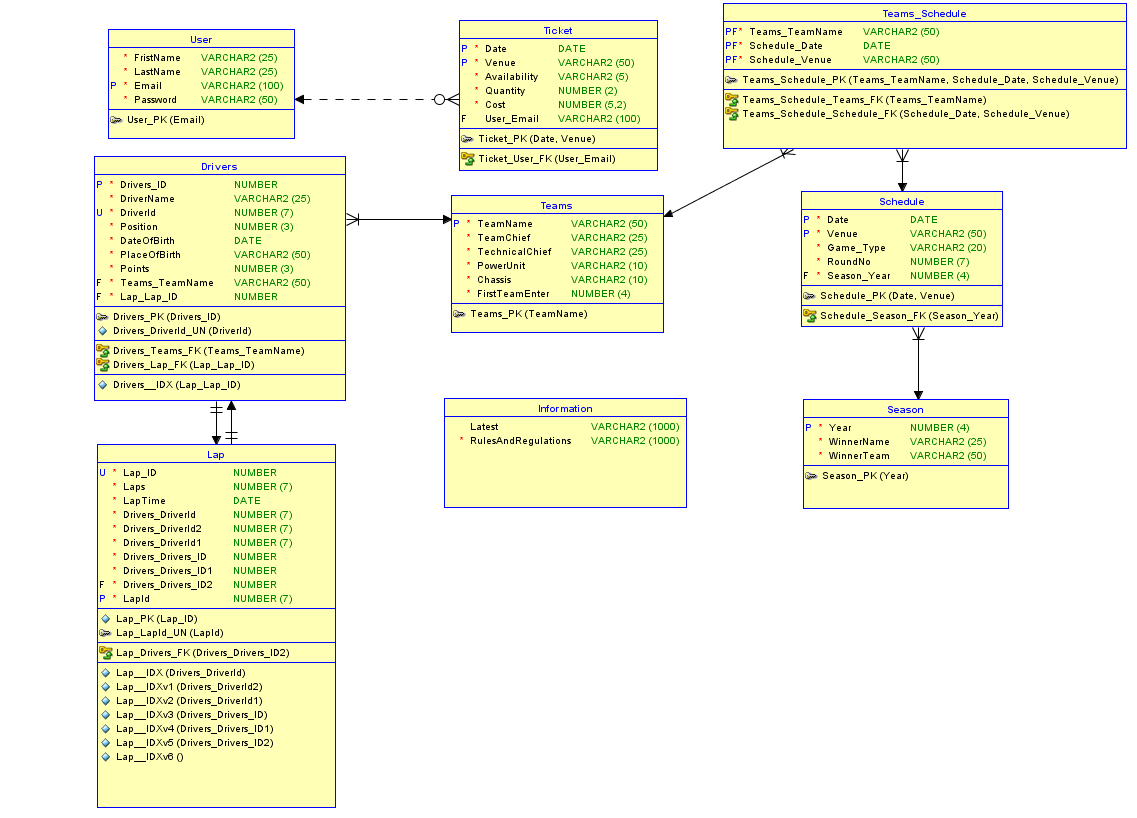 User
* FristName VARCHAR2 (25)
* LastName VARCHAR2 (25)
P * Email VARCHAR2 (100)
* Password VARCHAR2 (50)
User_PK (Email)
Ticket
P * Date DATE
P * Venue VARCHAR2 (50)
* Availability VARCHAR2 (5)
* Quantity NUMBER (2)
* Cost NUMBER (5,2)
F User_Email VARCHAR2 (100)
Ticket_PK (Date, Venue)
Ticket_User_FK (User_Email)
Teams_Schedule
PF* Teams_TeamName VARCHAR2 (50)
PF* Schedule_Date DATE
PF* Schedule_Venue VARCHAR2 (50)
Teams_Schedule_PK (Teams_TeamName, Schedule_Date, Schedule_Venue)
Teams_Schedule_Teams_FK (Teams_TeamName)
Teams_Schedule_Schedule_FK (Schedule_Date, Schedule_Venue)
Drivers
P * Drivers_ID NUMBER
* DriverName VARCHAR2 (25)
U * DriverId NUMBER (7)
* Position NUMBER (3)
* DateOfBirth DATE
* PlaceOfBirth VARCHAR2 (50)
* Points NUMBER (3)
F * Teams_TeamName VARCHAR2 (50)
F * Lap_Lap_ID NUMBER
Drivers_PK (Drivers_ID)
Drivers_DriverId_UN (DriverId)
Drivers_Teams_FK (Teams_TeamName)
Drivers_Lap_FK (Lap_Lap_ID)
Drivers__IDX (Lap_Lap_ID)
Teams
P * TeamName VARCHAR2 (50)
* TeamChief VARCHAR2 (25)
* TechnicalChief VARCHAR2 (25)
* PowerUnit VARCHAR2 (10)
* Chassis VARCHAR2 (10)
* FirstTeamEnter NUMBER (4)
Teams_PK (TeamName)
Schedule
P * Date DATE
P * Venue VARCHAR2 (50)
* Game_Type VARCHAR2 (20)
* RoundNo NUMBER (7)
F * Season_Year NUMBER (4)
Schedule_PK (Date, Venue)
Schedule_Season_FK (Season_Year)
Information
Latest VARCHAR2 (1000)
* RulesAndRegulations VARCHAR2 (1000)
Season
P * Year NUMBER (4)
* WinnerName VARCHAR2 (25)
* WinnerTeam VARCHAR2 (50)
Season_PK (Year)
Lap
U * Lap_ID NUMBER
* Laps NUMBER (7)
* LapTime DATE
* Drivers_DriverId NUMBER (7)
* Drivers_DriverId2 NUMBER (7)
* Drivers_DriverId1 NUMBER (7)
* Drivers_Drivers_ID NUMBER
* Drivers_Drivers_ID1 NUMBER
F * Drivers_Drivers_ID2 NUMBER
P * LapId NUMBER (7)
Lap_PK (Lap_ID)
Lap_LapId_UN (LapId)
Lap_Drivers_FK (Drivers_Drivers_ID2)
Lap__IDX (Drivers_DriverId)
Lap__IDXv1 (Drivers_DriverId2)
Lap__IDXv2 (Drivers_DriverId1)
Lap__IDXv3 (Drivers_Drivers_ID)
Lap__IDXv4 (Drivers_Drivers_ID1)
Lap__IDXv5 (Drivers_Drivers_ID2)
Lap__IDXv6 ()